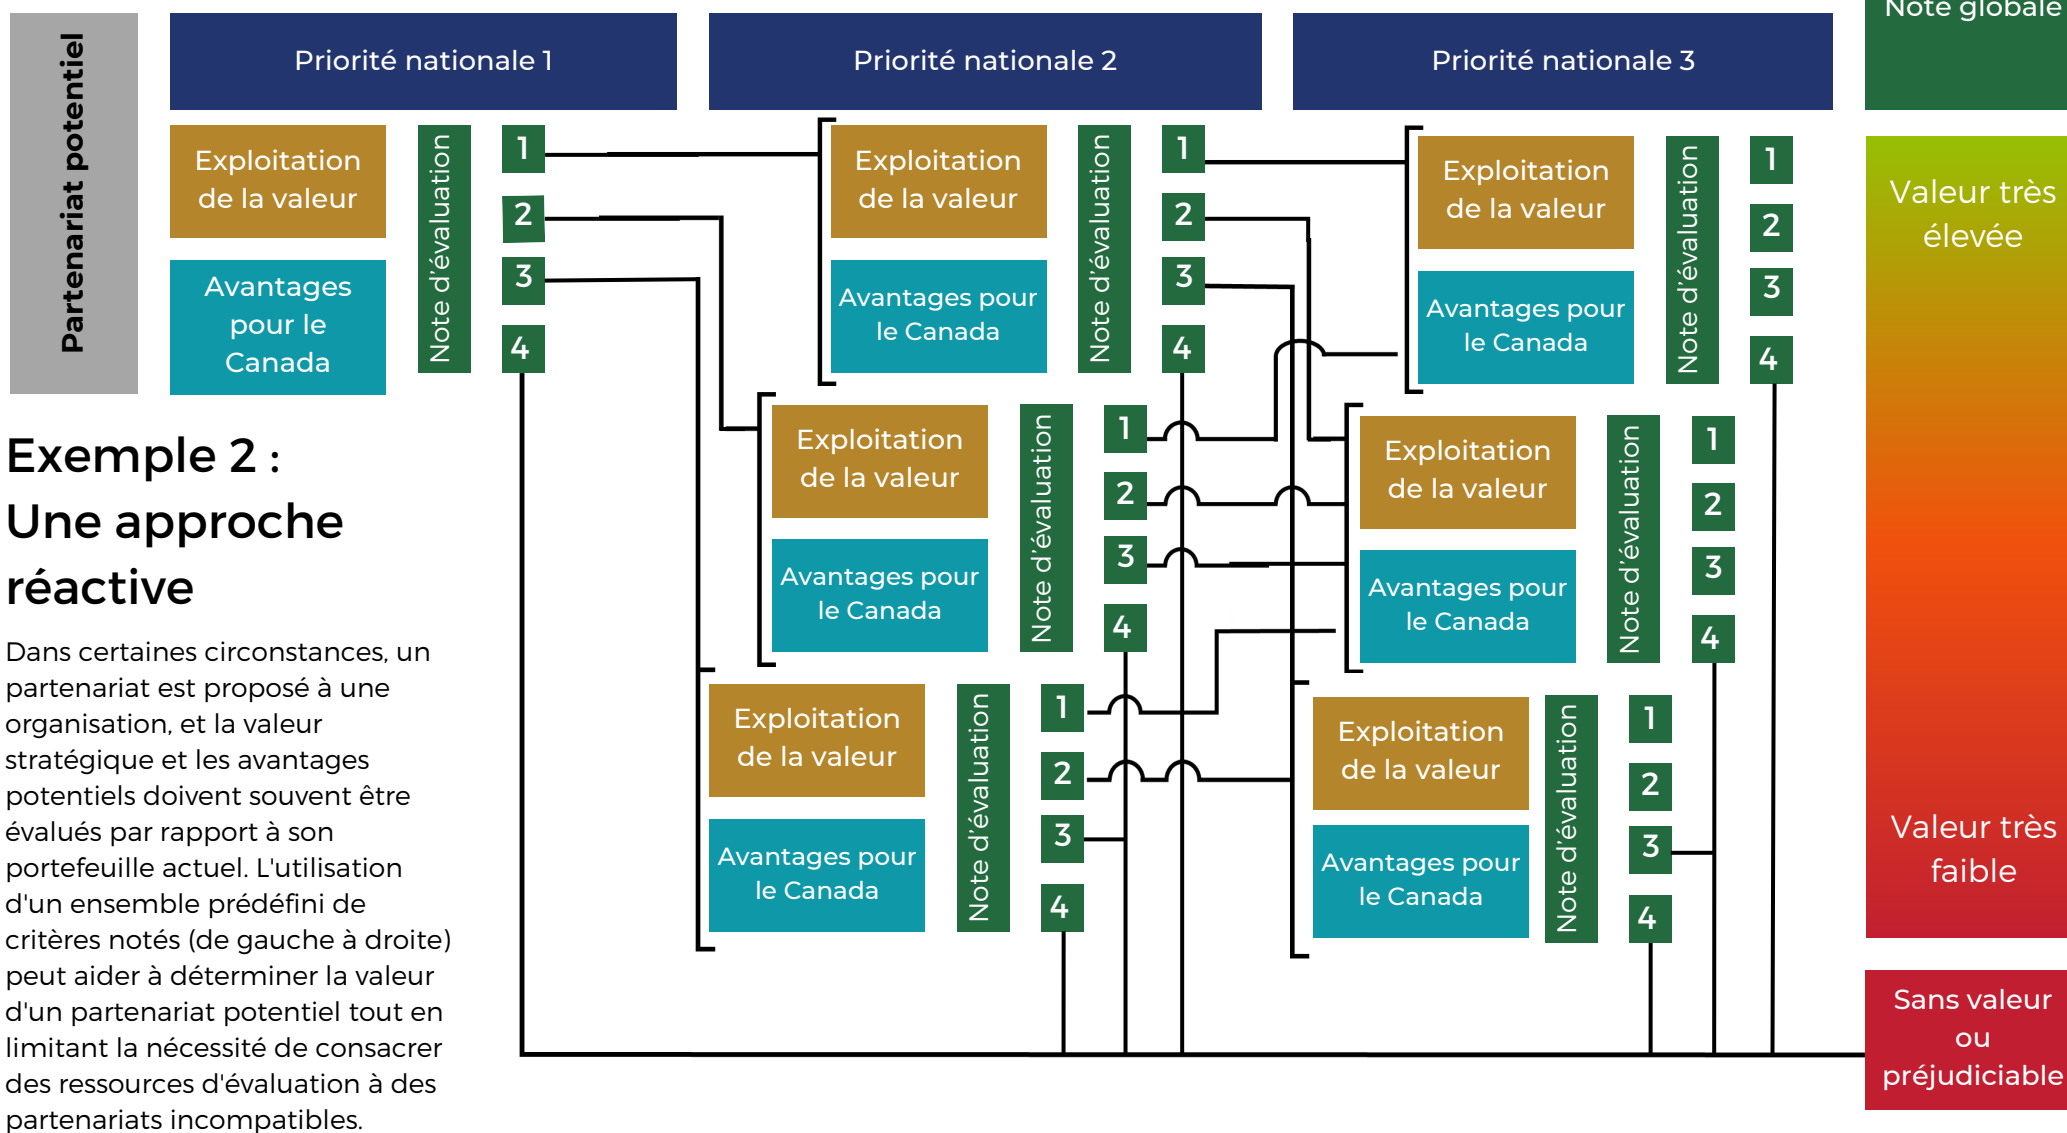 Partenariat potentiel
Priorité nationale 1
Priorité nationale 2
Priorité nationale 3
Note globale
Exploitation
de la valeur
Avantages
pour le
Canada
Note d'évaluation
1
2
3
4
Exploitation
de la valeur
Avantages pour
le Canada
Note d'évaluation
1
2
3
4
Exploitation
de la valeur
Avantages pour
le Canada
Note d'évaluation
1
2
3
4
Exploitation
de la valeur
Avantages pour
le Canada
Note d'évaluation
1
2
3
4
Exploitation
de la valeur
Avantages pour
le Canada
Note d'évaluation
1
2
3
4
Exploitation
de la valeur
Avantages pour
le Canada
Note d'évaluation
1
2
3
4
Exploitation
de la valeur
Avantages pour
le Canada
Note d'évaluation
1
2
3
4
Valeur très
élevée
Valeur très
faible
Sans valeur
ou
préjudiciable
Exemple 2 :
Une approche
réactive
Dans certaines circonstances, un
partenariat est proposé à une
organisation, et la valeur
stratégique et les avantages
potentiels doivent souvent être
évalués par rapport à son
portefeuille actuel. L'utilisation
d'un ensemble prédéfini de
critères notés (de gauche à droite)
peut aider à déterminer la valeur
d'un partenariat potentiel tout en
limitant la nécessité de consacrer
des ressources d'évaluation à des
partenariats incompatibles.